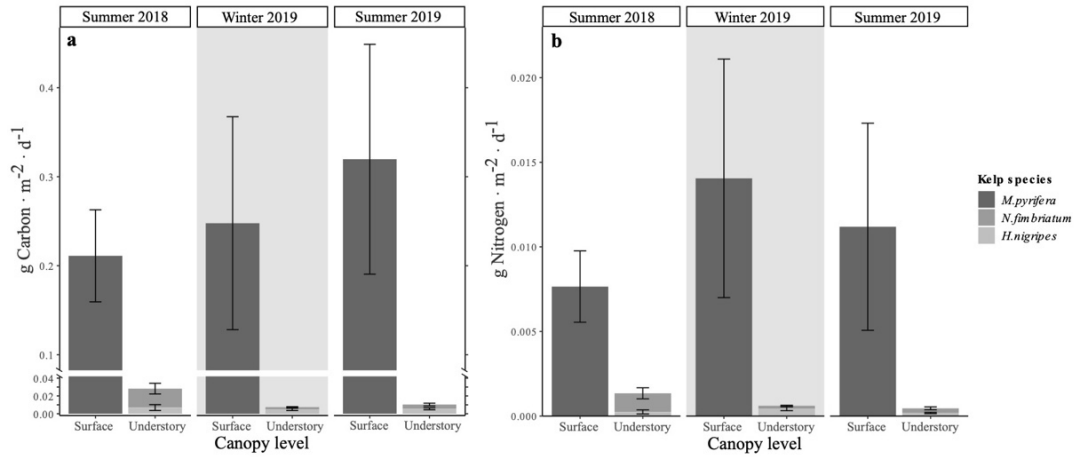 Summer 2018 Winter 2019 Summer 2019
a
0.4
0.3
0.2
0.1
0.04
0.02
0.00
g Carbon · m⁻² · d⁻¹
Surface Understory Surface Understory Surface Understory
Canopy level
Summer 2018 Winter 2019 Summer 2019
b
0.020
0.015
0.010
0.005
0.000
g Nitrogen · m⁻² · d⁻¹
Surface Understory Surface Understory Surface Understory
Canopy level
Kelp species
M.pyrifera
N.fimbriatum
H.nigripes